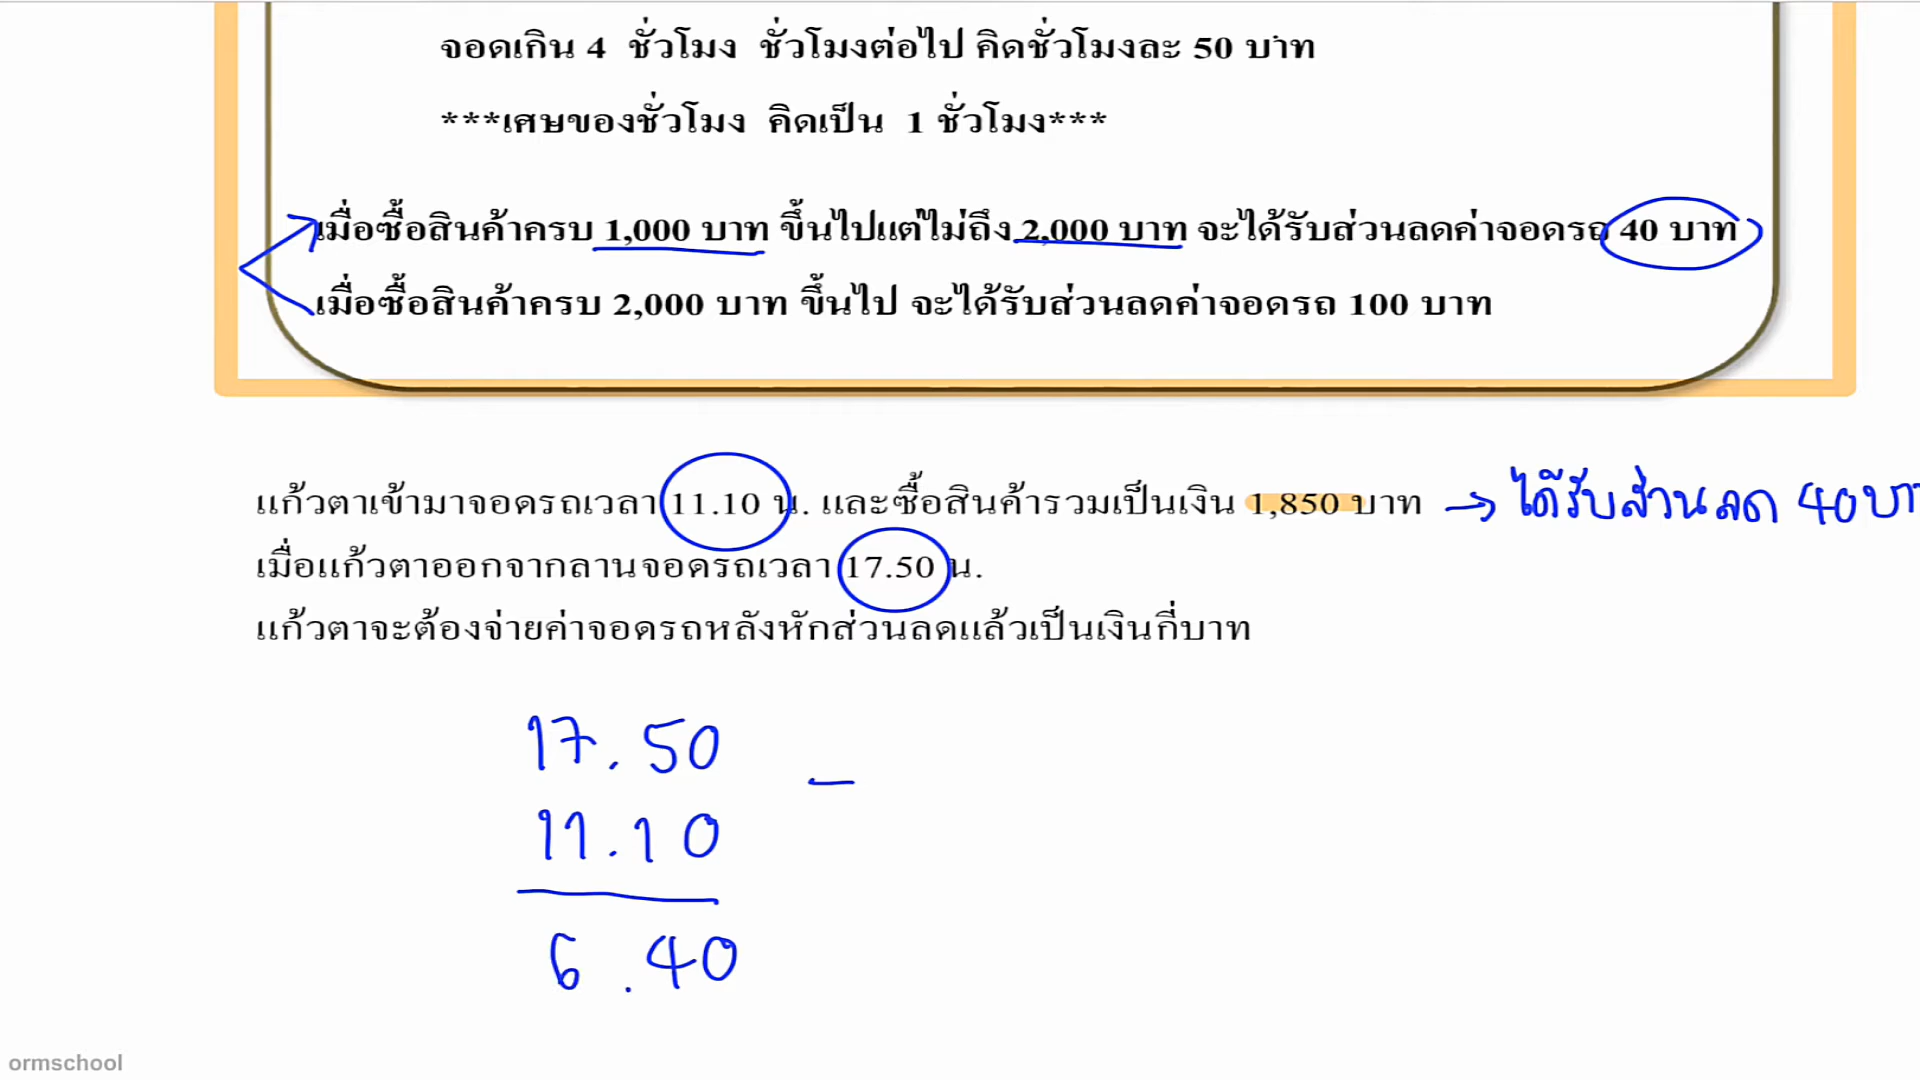 จอดเกิน 4 ชั่วโมง ชั่วโมงต่อไป คิดชั่วโมงละ 50 บาท
***เศษของชั่วโมง คิดเป็น 1 ชั่วโมง***
เมื่อซื้อสินค้าครบ 1,000 บาท ขึ้นไปแต่ไม่ถึง 2,000 บาท จะได้รับส่วนลดค่าจอดรถ 40 บาท
เมื่อซื้อสินค้าครบ 2,000 บาท ขึ้นไป จะได้รับส่วนลดค่าจอดรถ 100 บาท
แก้วตาเข้ามาจอดรถเวลา 11.10 น. และซื้อสินค้ารวมเป็นเงิน 1,850 บาท → ได้รับส่วนลด 40 บา
เมื่อแก้วตาออกจากลานจอดรถเวลา 17.50 น.
แก้วตาจะต้องจ่ายค่าจอดรถหลังหักส่วนลดแล้วเป็นเงินกี่บาท
17.50 –
11.10
6.40
ormschool